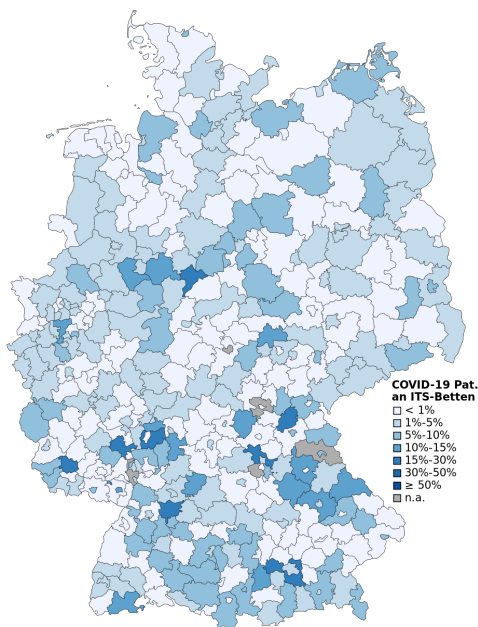 COVID-19 Pat.
an ITS-Betten
< 1%
1%-5%
5%-10%
10%-15%
15%-30%
30%-50%
≥ 50%
n.a.